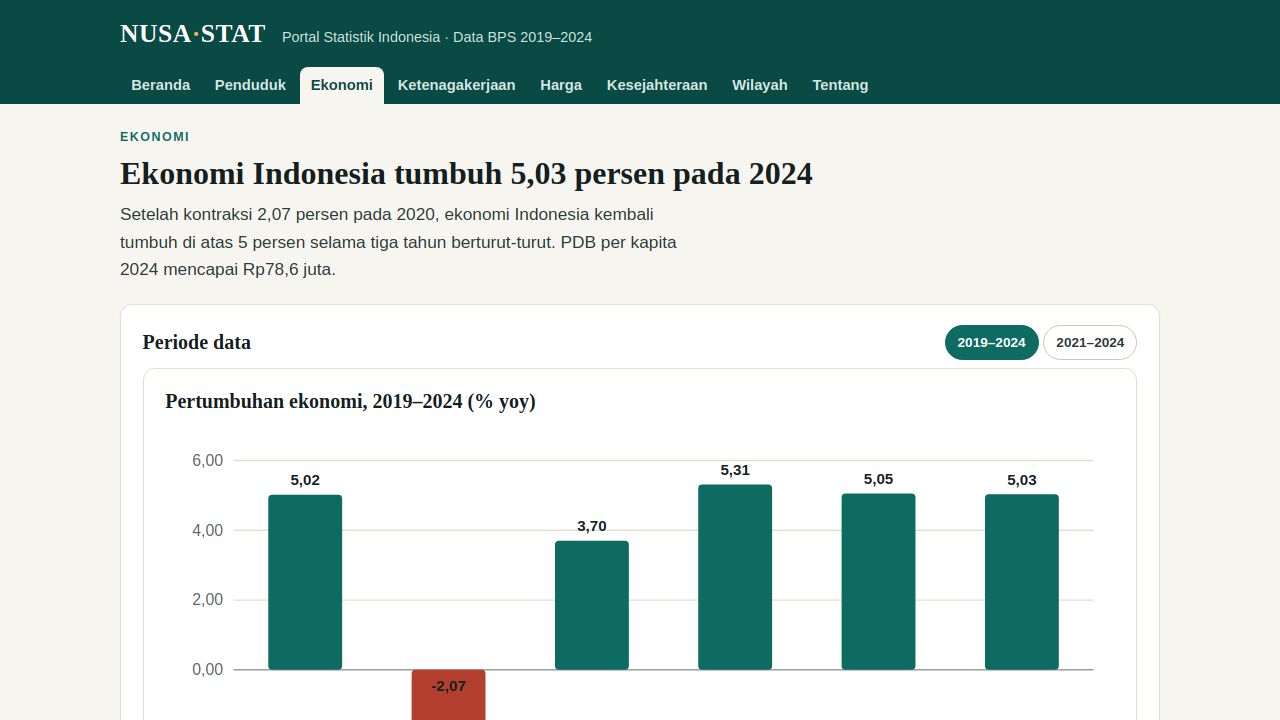 NUSA·STAT Portal Statistik Indonesia · Data BPS 2019–2024
Beranda Penduduk Ekonomi Ketenagakerjaan Harga Kesejahteraan Wilayah Tentang
EKONOMI
Ekonomi Indonesia tumbuh 5,03 persen pada 2024
Setelah kontraksi 2,07 persen pada 2020, ekonomi Indonesia kembali
tumbuh di atas 5 persen selama tiga tahun berturut-turut. PDB per kapita
2024 mencapai Rp78,6 juta.
Periode data 2019–2024 2021–2024
Pertumbuhan ekonomi, 2019–2024 (% yoy)
6,00
5,02 3,70 5,31 5,05 5,03
4,00
2,00
0,00
-2,07